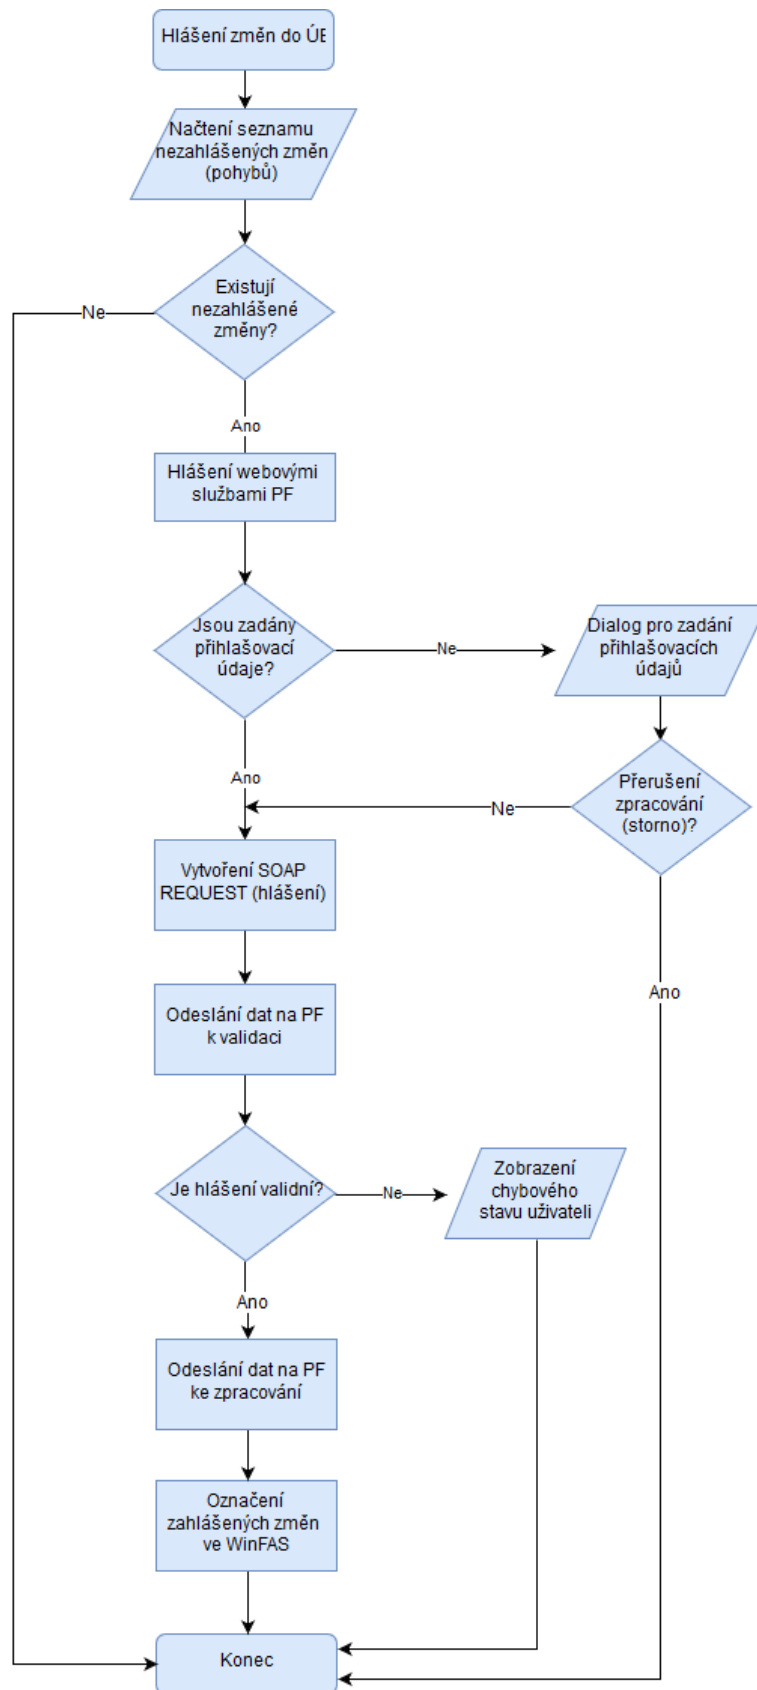 Hlášení změn do ÚE
Načtení seznamu
nezahlášených změn
(pohybů)
Existují
nezahlášené
změny?
Ne
Ano
Hlášení webovými
službami PF
Jsou zadány
přihlašovací
údaje?
Ne
Dialog pro zadání
přihlašovacích
údajů
Ano
Přerušení
zpracování
(storno)?
Ne
Vytvoření SOAP
REQUEST (hlášení)
Ano
Odeslání dat na PF
k validaci
Je hlášení validní?
Ne
Zobrazení
chybového
stavu uživateli
Ano
Odeslání dat na PF
ke zpracování
Označení
zahlášených změn
ve WinFAS
Konec